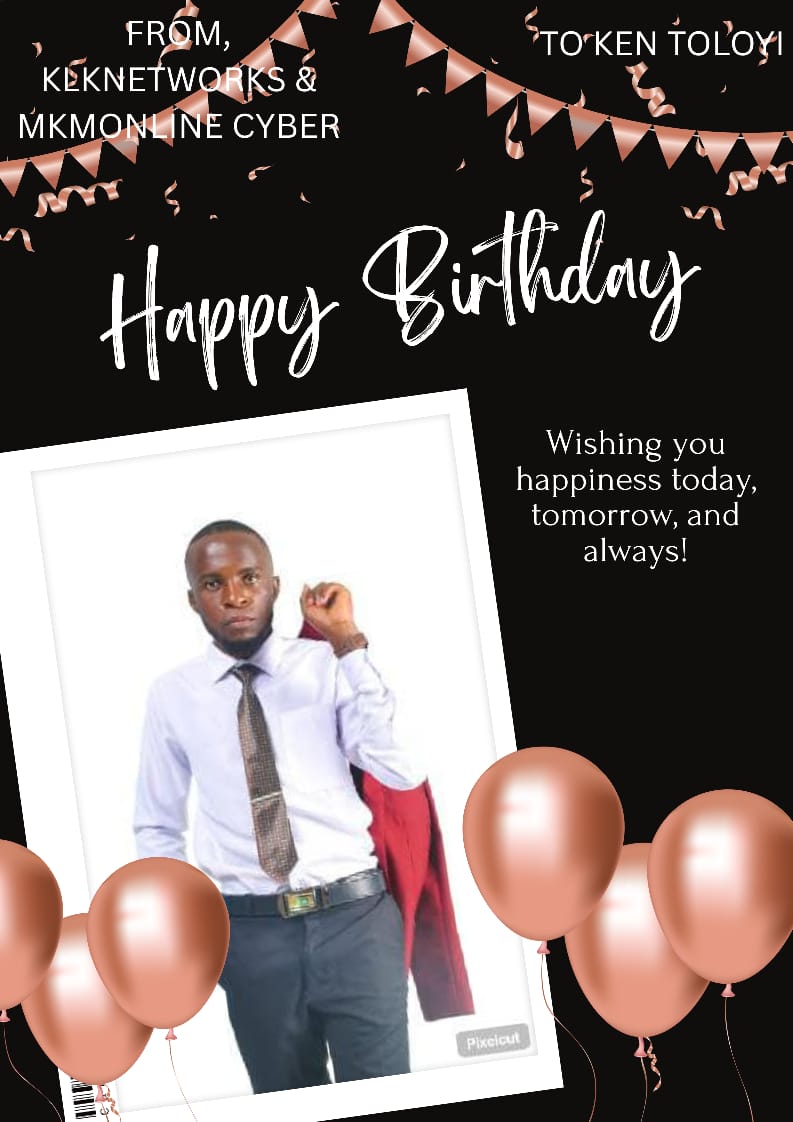 FROM,
KLKNETWORKS &
MKMONLINE CYBER
TO KEN TOLOYI
Happy Birthday
Wishing you
happiness today,
tomorrow, and
always!
Pixelcut